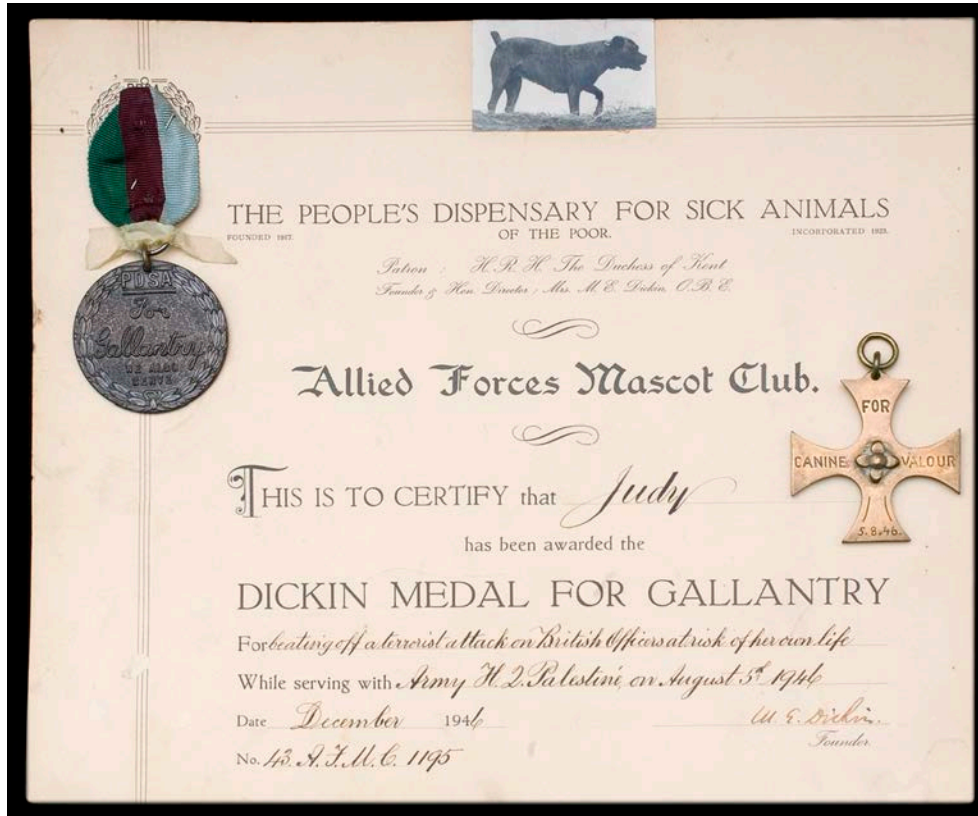 PDSA
For
Gallantry
WE ALSO
SERVE
THE PEOPLE'S DISPENSARY FOR SICK ANIMALS
FOUNDED 1917. OF THE POOR. INCORPORATED 1923.
Patron : H.R.H. The Duchess of Kent
Founder & Hon. Director : Mrs. M. E. Dickin, O.B.E.
Allied Forces Mascot Club.
FOR
CANINE VALOUR
5.8.46.
THIS IS TO CERTIFY that Judy
has been awarded the
DICKIN MEDAL FOR GALLANTRY
For beating off a terrorist attack on British Officers at risk of her own life
While serving with Army H.Q. Palestine, on August 5th 1946
Date December 1946 M. E. Dickin.
Founder.
No. 43. A.F.M.C. 1195